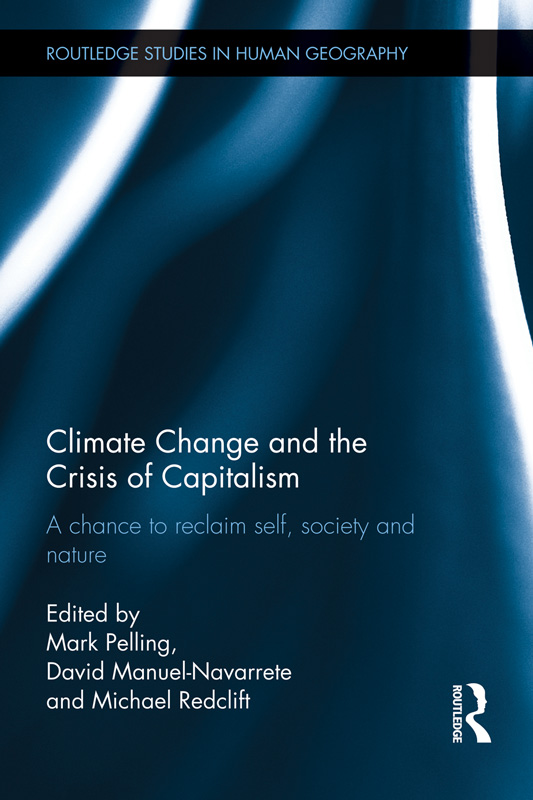 ROUTLEDGE STUDIES IN HUMAN GEOGRAPHY
Climate Change and the
Crisis of Capitalism
A chance to reclaim self, society and
nature
Edited by
Mark Pelling,
David Manuel-Navarrete
and Michael Redclift
ROUTLEDGE